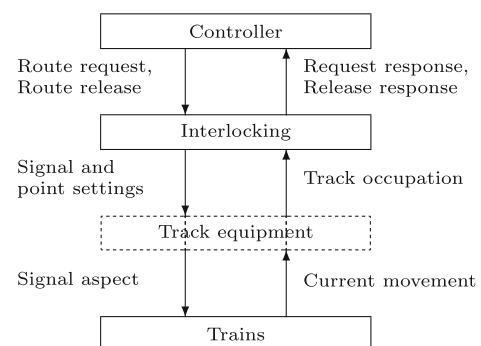 Controller
Route request,
Route release
Request response,
Release response
Interlocking
Signal and
point settings
Track occupation
Track equipment
Signal aspect
Current movement
Trains